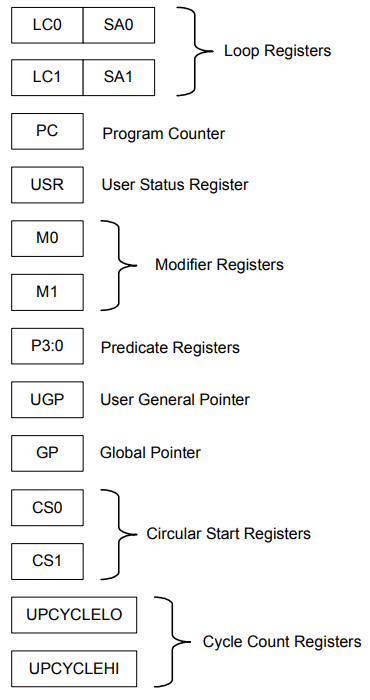 LC0 SA0
Loop Registers
LC1 SA1
PC Program Counter
USR User Status Register
M0
Modifier Registers
M1
P3:0 Predicate Registers
UGP User General Pointer
GP Global Pointer
CS0
Circular Start Registers
CS1
UPCYCLELO
Cycle Count Registers
UPCYCLEHI